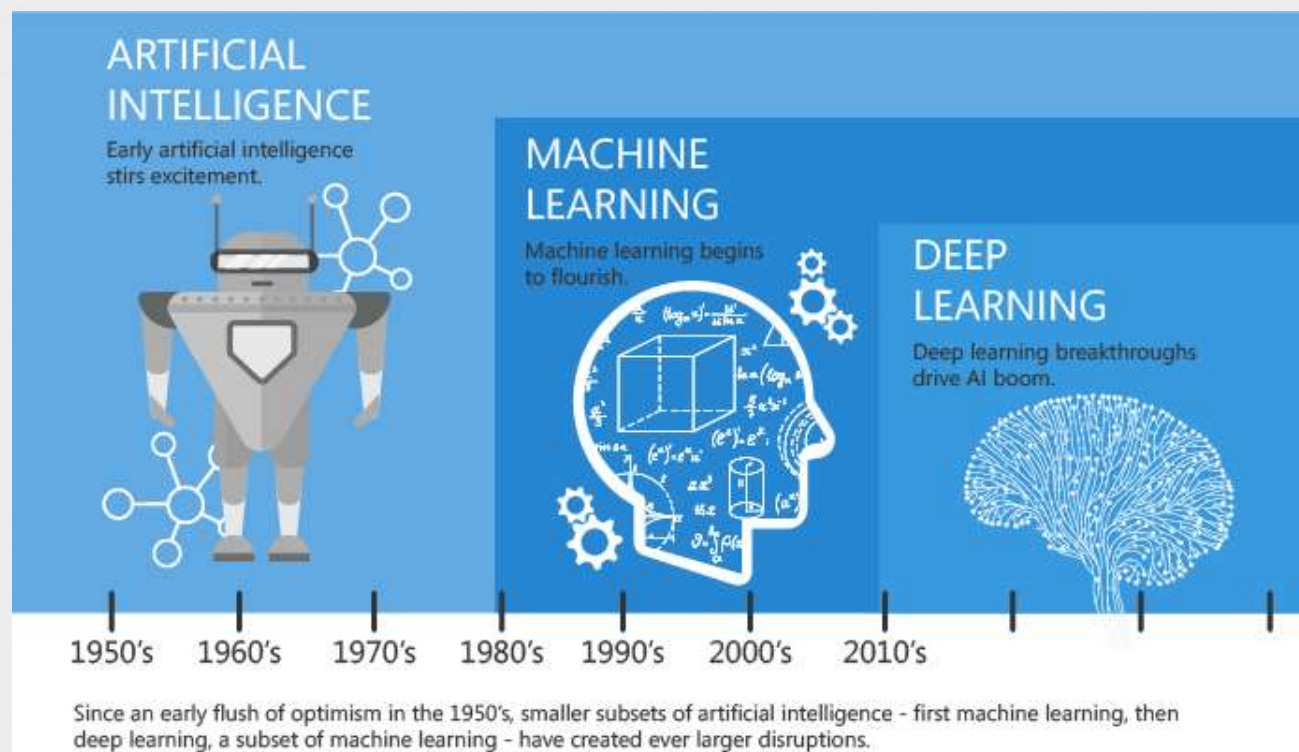 ARTIFICIAL
INTELLIGENCE
Early artificial intelligence
stirs excitement.
MACHINE
LEARNING
Machine learning begins
to flourish.
DEEP
LEARNING
Deep learning breakthroughs
drive AI boom.
1950's 1960's 1970's 1980's 1990's 2000's 2010's
Since an early flush of optimism in the 1950's, smaller subsets of artificial intelligence - first machine learning, then
deep learning, a subset of machine learning - have created ever larger disruptions.